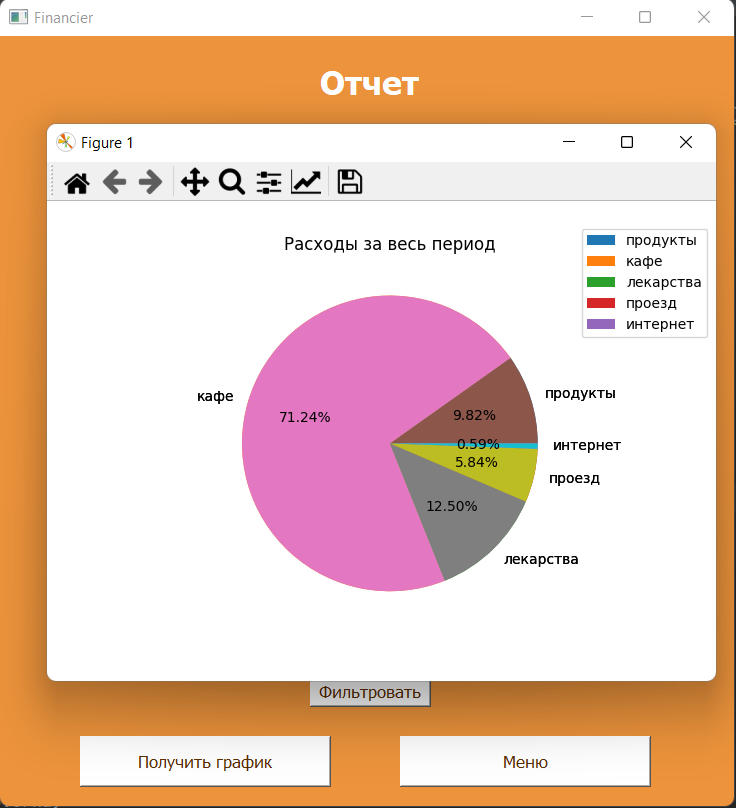 Financier
Отчет
Figure 1
Расходы за весь период
продукты
кафе
лекарства
проезд
интернет
кафе
продукты
71.24%
9.82%
0.59%
интернет
5.84%
проезд
12.50%
лекарства
Фильтровать
Получить график
Меню